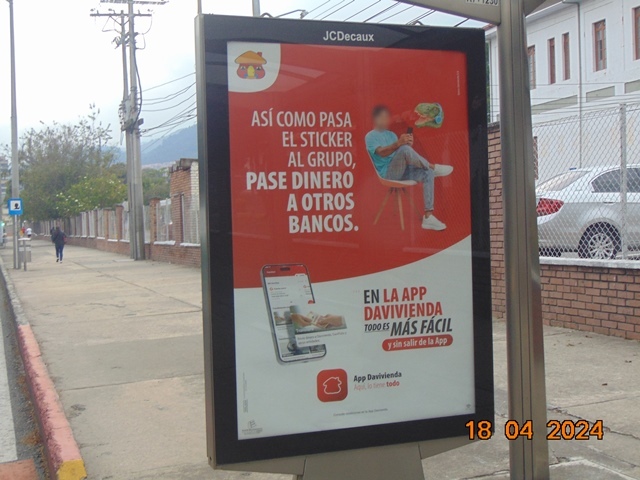 JCDecaux
ASÍ COMO PASA
EL STICKER
AL GRUPO,
PASE DINERO
A OTROS
BANCOS.
EN LA APP
DAVIVIENDA
TODO ES MÁS FÁCIL
y sin salir de la App
App Davivienda
Aquí, lo tiene todo
18 04 2024